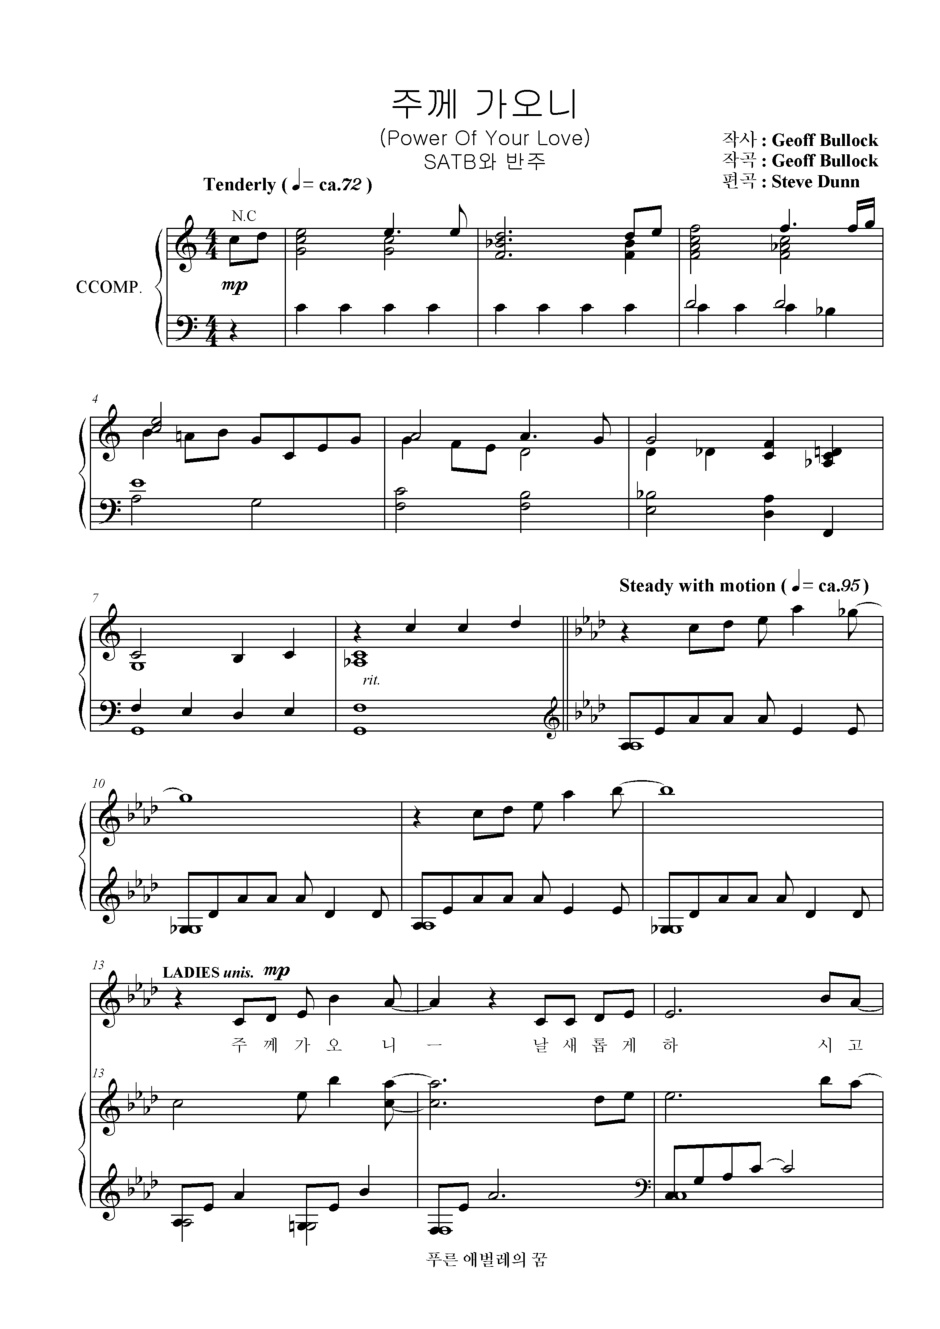 주께 가오니
(Power Of Your Love)
SATB와 반주
작사 : Geoff Bullock
작곡 : Geoff Bullock
편곡 : Steve Dunn
Tenderly ( ♩= ca.72 )
N.C
mp
CCOMP.
4
Steady with motion ( ♩= ca.95 )
7
rit.
10
13
LADIES unis. mp
주 께 가 오 니 ー 날 새 롭 게 하 시 고
13
푸른 애벌레의 꿈